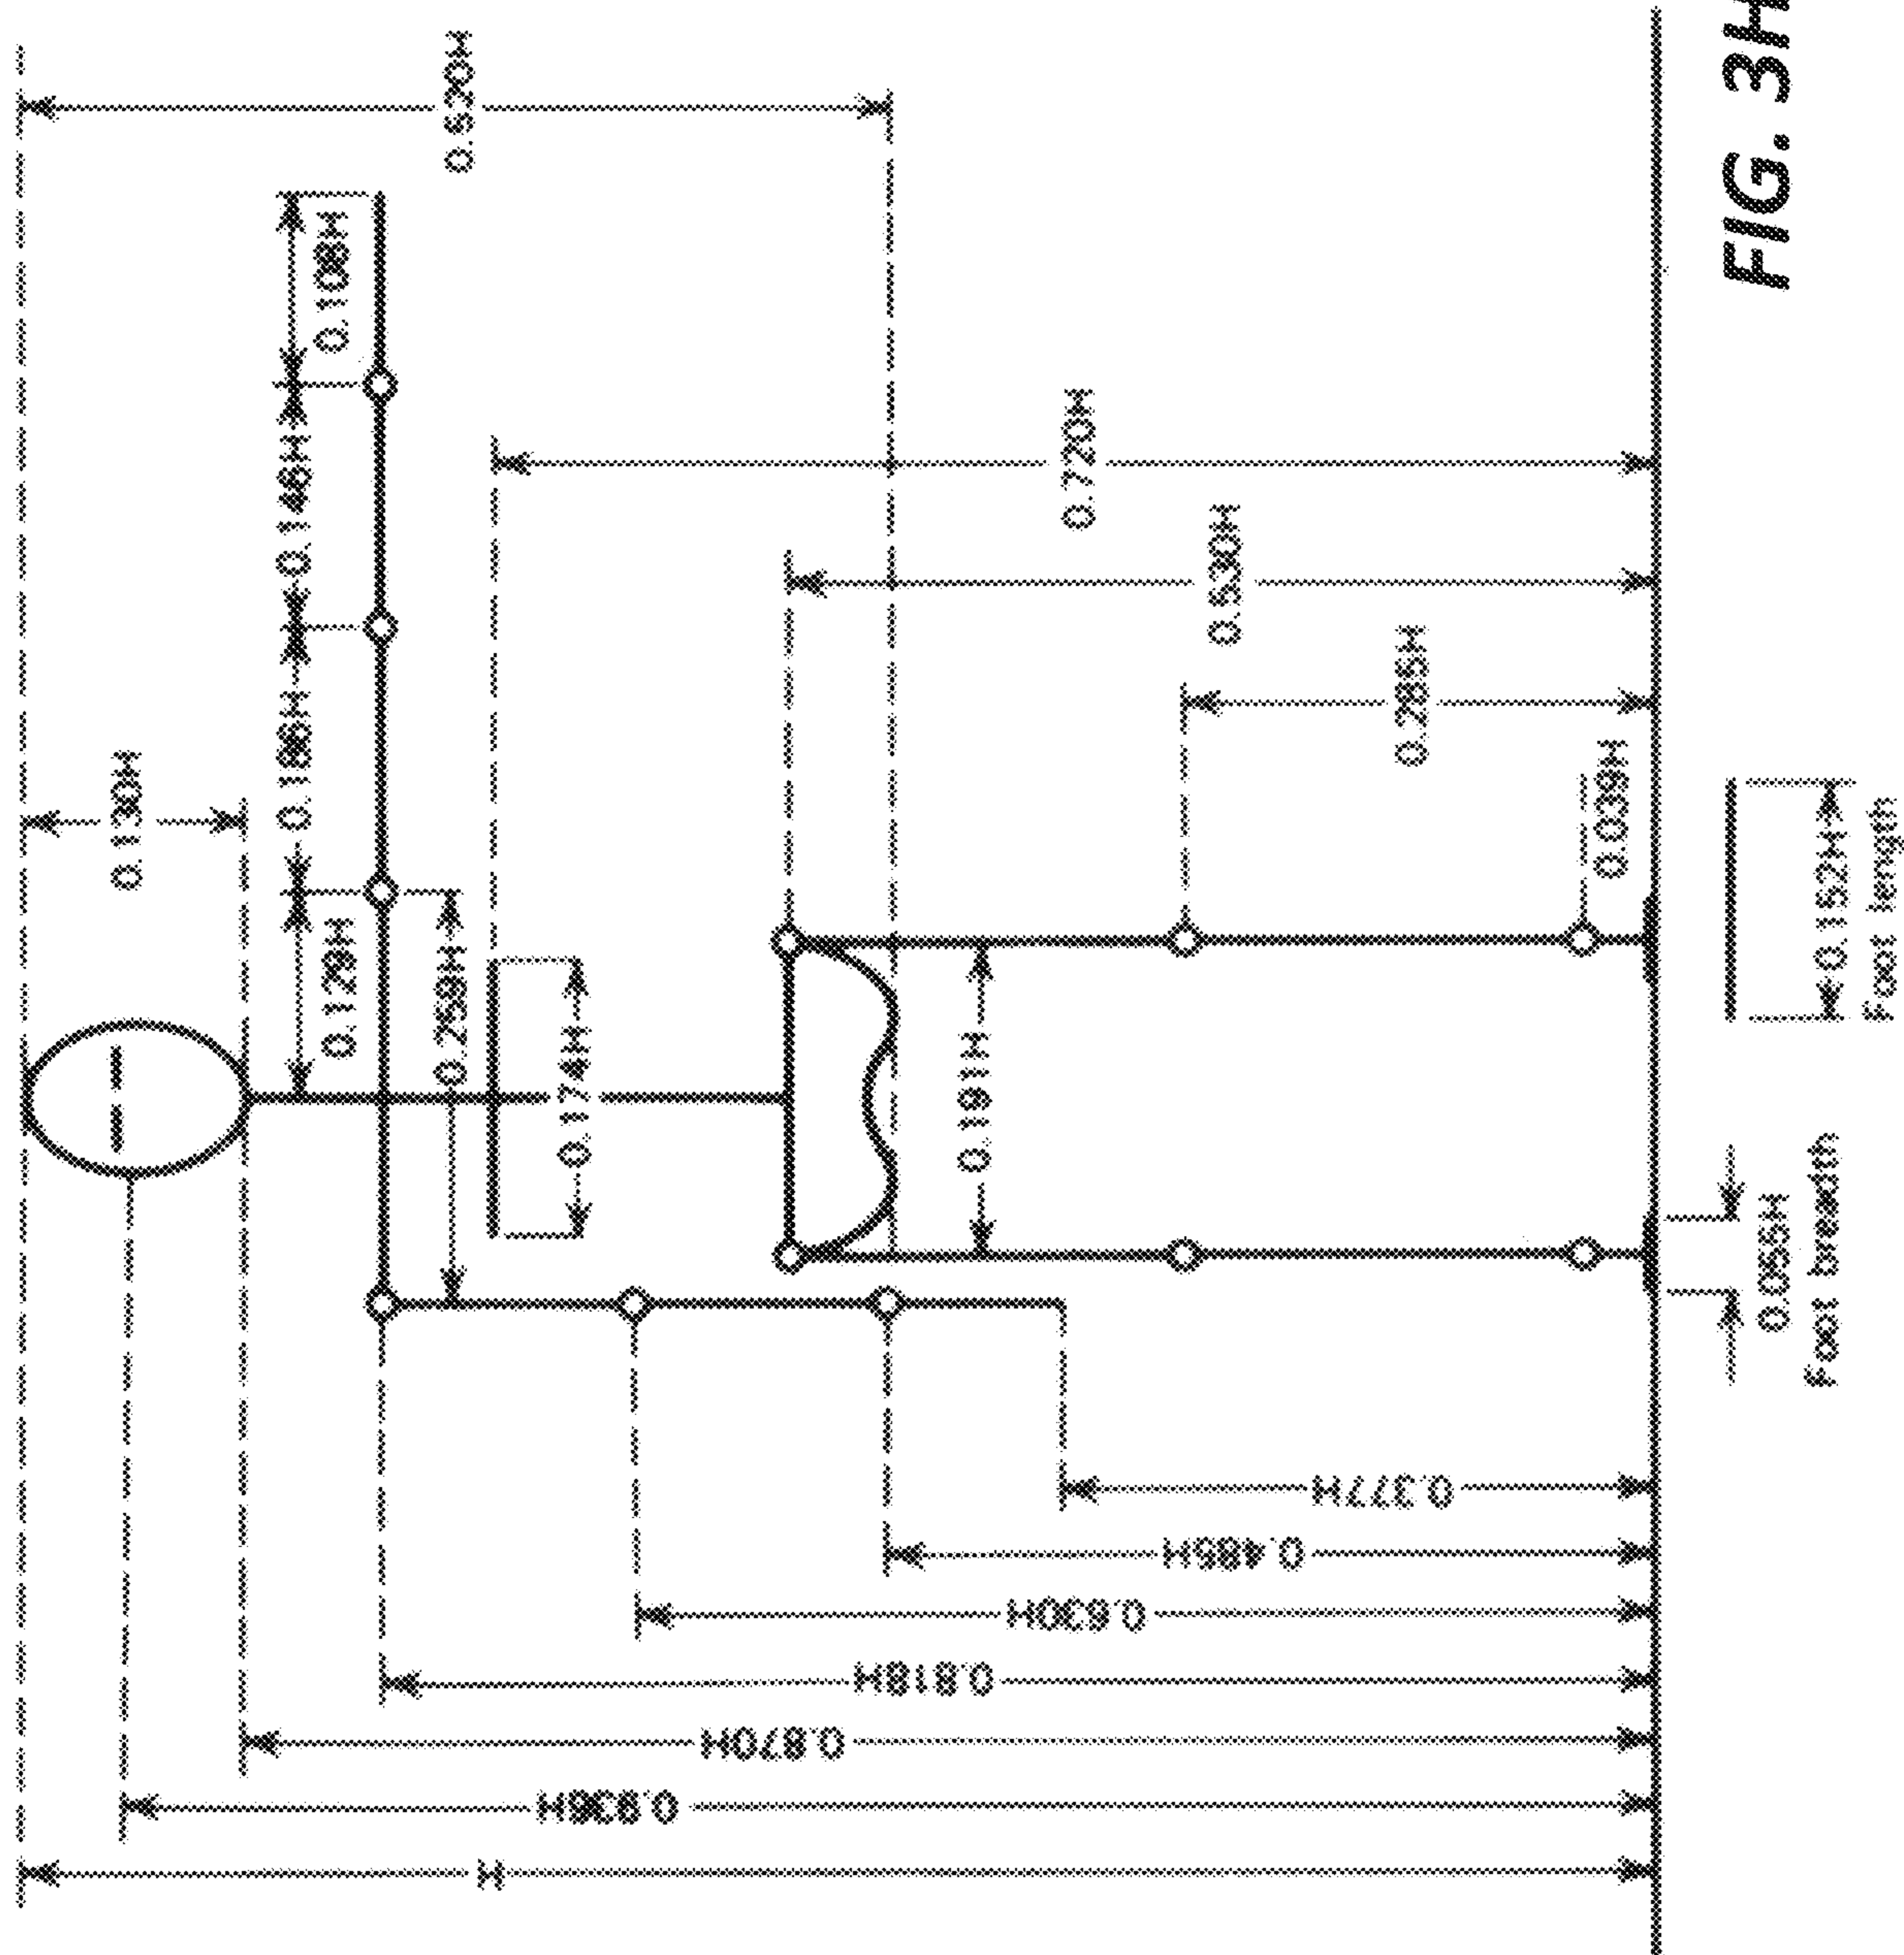 0.520H
0.130H
0.108H
0.146H
0.186H
0.129H
0.259H
0.174H
0.191H
0.720H
0.530H
0.285H
0.039H
H
0.936H
0.870H
0.818H
0.630H
0.485H
0.377H
0.055H
Foot breadth
0.152H
Foot length
FIG. 3H